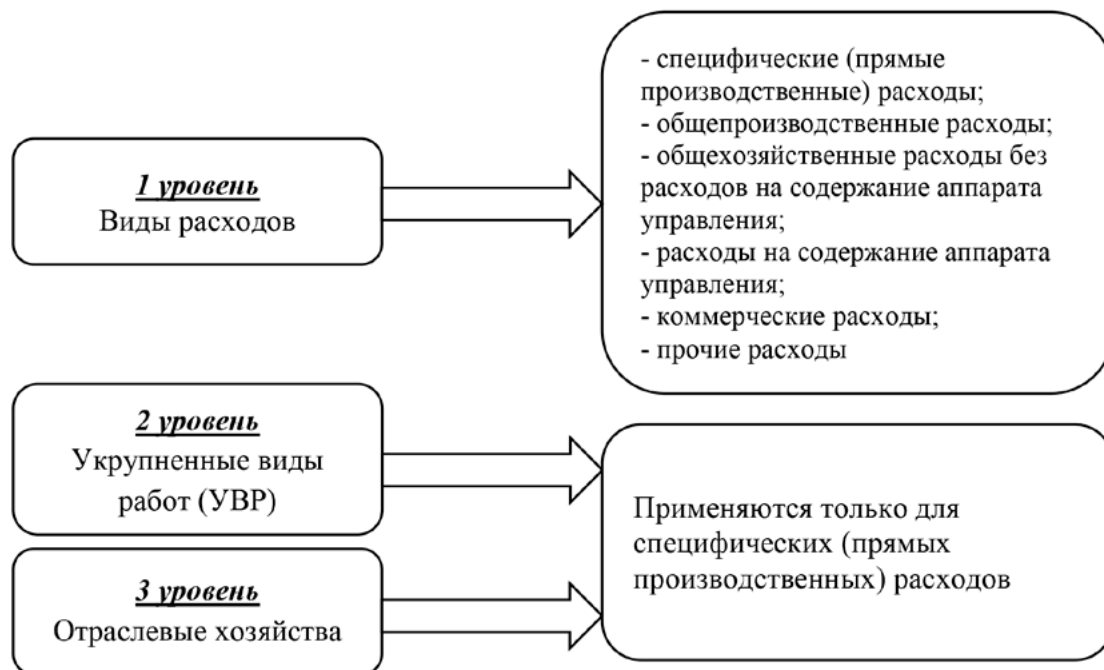 1 уровень
Виды расходов
- специфические (прямые
производственные) расходы;
- общепроизводственные расходы;
- общехозяйственные расходы без
расходов на содержание аппарата
управления;
- расходы на содержание аппарата
управления;
- коммерческие расходы;
- прочие расходы
2 уровень
Укрупненные виды
работ (УВР)
3 уровень
Отраслевые хозяйства
Применяются только для
специфических (прямых
производственных) расходов